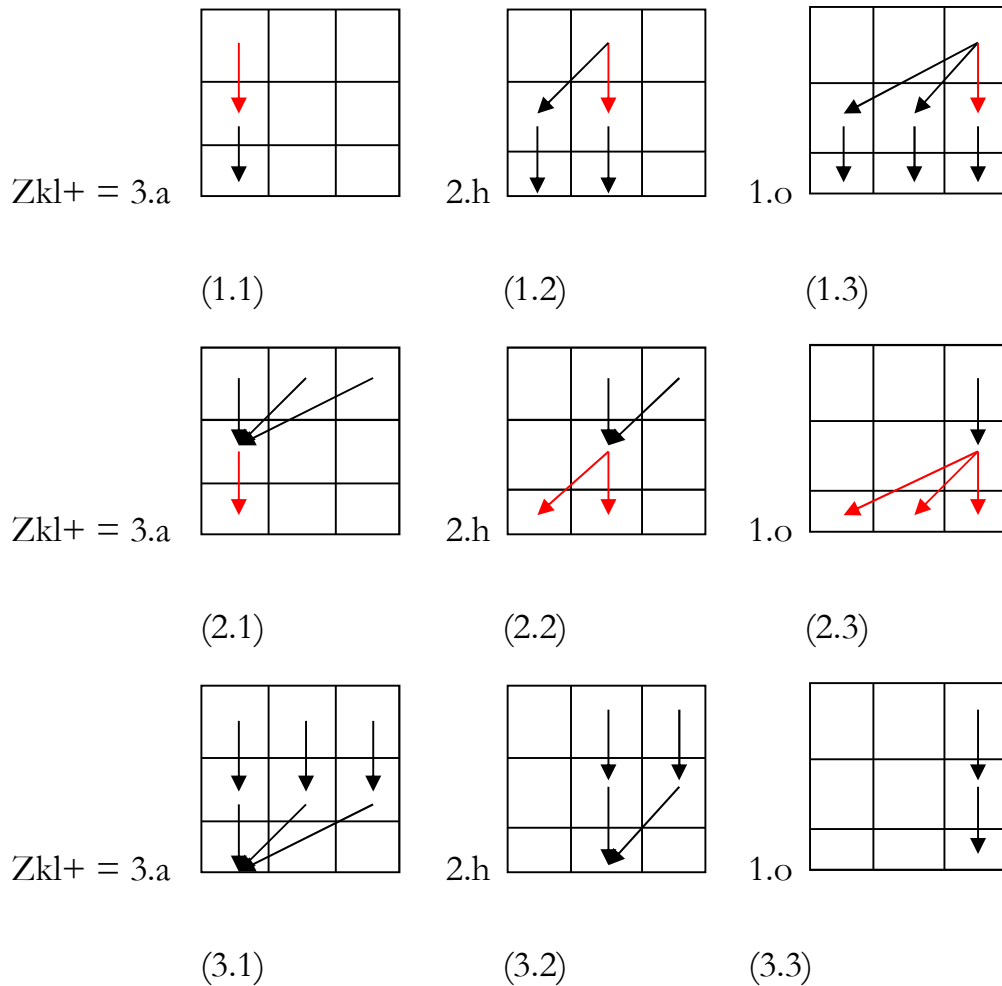 Zkl+ = 3.a 2.h 1.o
(1.1) (1.2) (1.3)
Zkl+ = 3.a 2.h 1.o
(2.1) (2.2) (2.3)
Zkl+ = 3.a 2.h 1.o
(3.1) (3.2) (3.3)